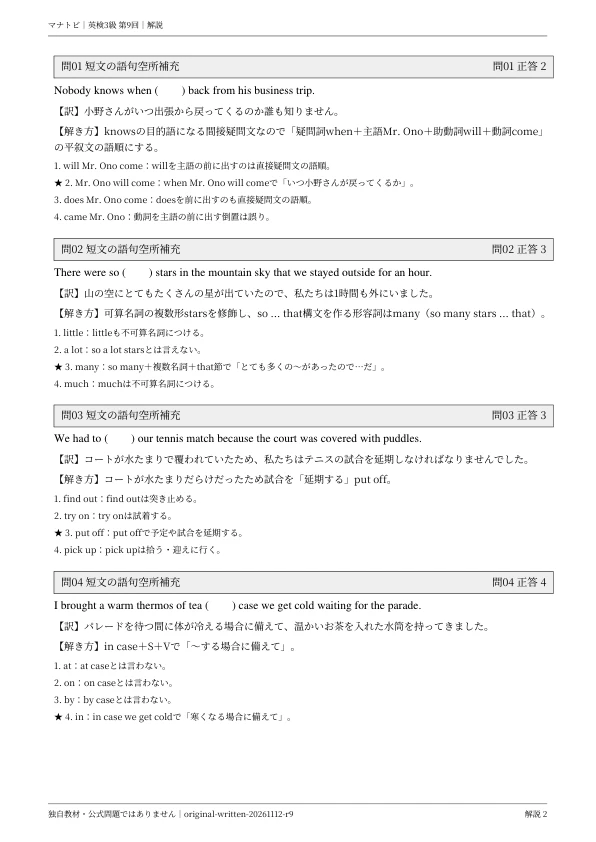 マナトビ｜英検3級 第9回｜解説
問01 短文の語句空所補充 問01 正答 2
Nobody knows when (　　) back from his business trip.
【訳】小野さんがいつ出張から戻ってくるのか誰も知りません。
【解き方】knowsの目的語になる間接疑問文なので「疑問詞when＋主語Mr. Ono＋助動詞will＋動詞come」
の平叙文の語順にする。
1. will Mr. Ono come：willを主語の前に出すのは直接疑問文の語順。
★ 2. Mr. Ono will come：when Mr. Ono will comeで「いつ小野さんが戻ってくるか」。
3. does Mr. Ono come：doesを前に出すのも直接疑問文の語順。
4. came Mr. Ono：動詞を主語の前に出す倒置は誤り。
問02 短文の語句空所補充 問02 正答 3
There were so (　　) stars in the mountain sky that we stayed outside for an hour.
【訳】山の空にとてもたくさんの星が出ていたので、私たちは1時間も外にいました。
【解き方】可算名詞の複数形starsを修飾し、so … that構文を作る形容詞はmany（so many stars … that）。
1. little：littleも不可算名詞につける。
2. a lot：so a lot starsとは言えない。
★ 3. many：so many＋複数名詞＋that節で「とても多くの〜があったので…だ」。
4. much：muchは不可算名詞につける。
問03 短文の語句空所補充 問03 正答 3
We had to (　　) our tennis match because the court was covered with puddles.
【訳】コートが水たまりで覆われていたため、私たちはテニスの試合を延期しなければなりませんでした。
【解き方】コートが水たまりだらけだったため試合を「延期する」put off。
1. find out：find outは突き止める。
2. try on：try onは試着する。
★ 3. put off：put offで予定や試合を延期する。
4. pick up：pick upは拾う・迎えに行く。
問04 短文の語句空所補充 問04 正答 4
I brought a warm thermos of tea (　　) case we get cold waiting for the parade.
【訳】パレードを待つ間に体が冷える場合に備えて、温かいお茶を入れた水筒を持ってきました。
【解き方】in case＋S＋Vで「〜する場合に備えて」。
1. at：at caseとは言わない。
2. on：on caseとは言わない。
3. by：by caseとは言わない。
★ 4. in：in case we get coldで「寒くなる場合に備えて」。
独自教材・公式問題ではありません｜original-written-20261112-r9 解説 2